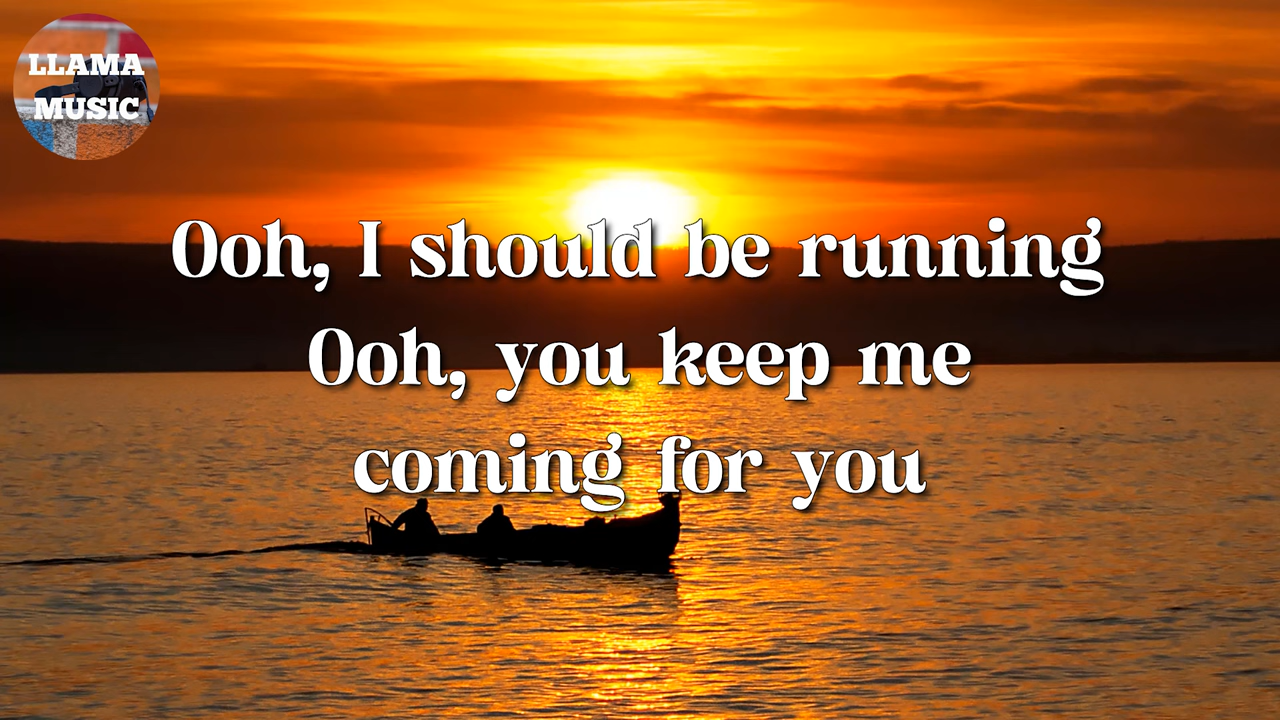 LLAMA
MUSIC
Ooh, I should be running
Ooh, you keep me
coming for you